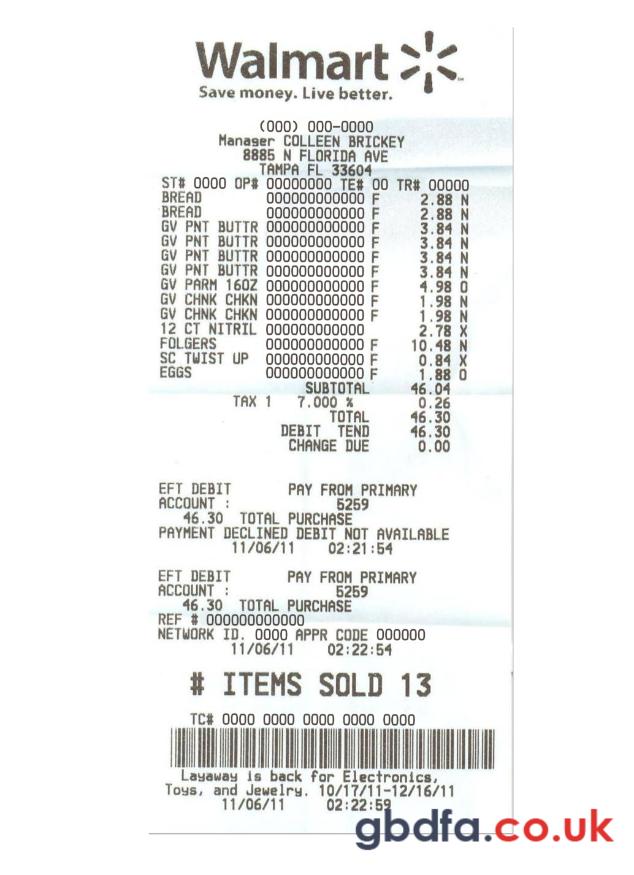 Walmart
Save money. Live better.
(000) 000-0000
Manager COLLEEN BRICKEY
8885 N FLORIDA AVE
TAMPA FL 33604
ST# 0000 OP# 00000000 TE# 00 TR# 00000
BREAD 000000000000 F 2.88 N
BREAD 000000000000 F 2.88 N
GV PNT BUTTR 000000000000 F 3.84 N
GV PNT BUTTR 000000000000 F 3.84 N
GV PNT BUTTR 000000000000 F 3.84 N
GV PNT BUTTR 000000000000 F 3.84 N
GV PARM 16OZ 000000000000 F 4.98 O
GV CHNK CHKN 000000000000 F 1.98 N
GV CHNK CHKN 000000000000 F 1.98 N
12 CT NITRIL 000000000000 2.78 X
FOLGERS 000000000000 F 10.48 N
SC TWIST UP 000000000000 F 0.84 X
EGGS 000000000000 F 1.88 O
SUBTOTAL 46.04
TAX 1 7.000 % 0.26
TOTAL 46.30
DEBIT TEND 46.30
CHANGE DUE 0.00
EFT DEBIT PAY FROM PRIMARY
ACCOUNT : 5259
46.30 TOTAL PURCHASE
PAYMENT DECLINED DEBIT NOT AVAILABLE
11/06/11 02:21:54
EFT DEBIT PAY FROM PRIMARY
ACCOUNT : 5259
46.30 TOTAL PURCHASE
REF # 000000000000
NETWORK ID. 0000 APPR CODE 000000
11/06/11 02:22:54
# ITEMS SOLD 13
TC# 0000 0000 0000 0000 0000
Layaway is back for Electronics,
Toys, and Jewelry. 10/17/11-12/16/11
11/06/11 02:22:59
gbdfa.co.uk